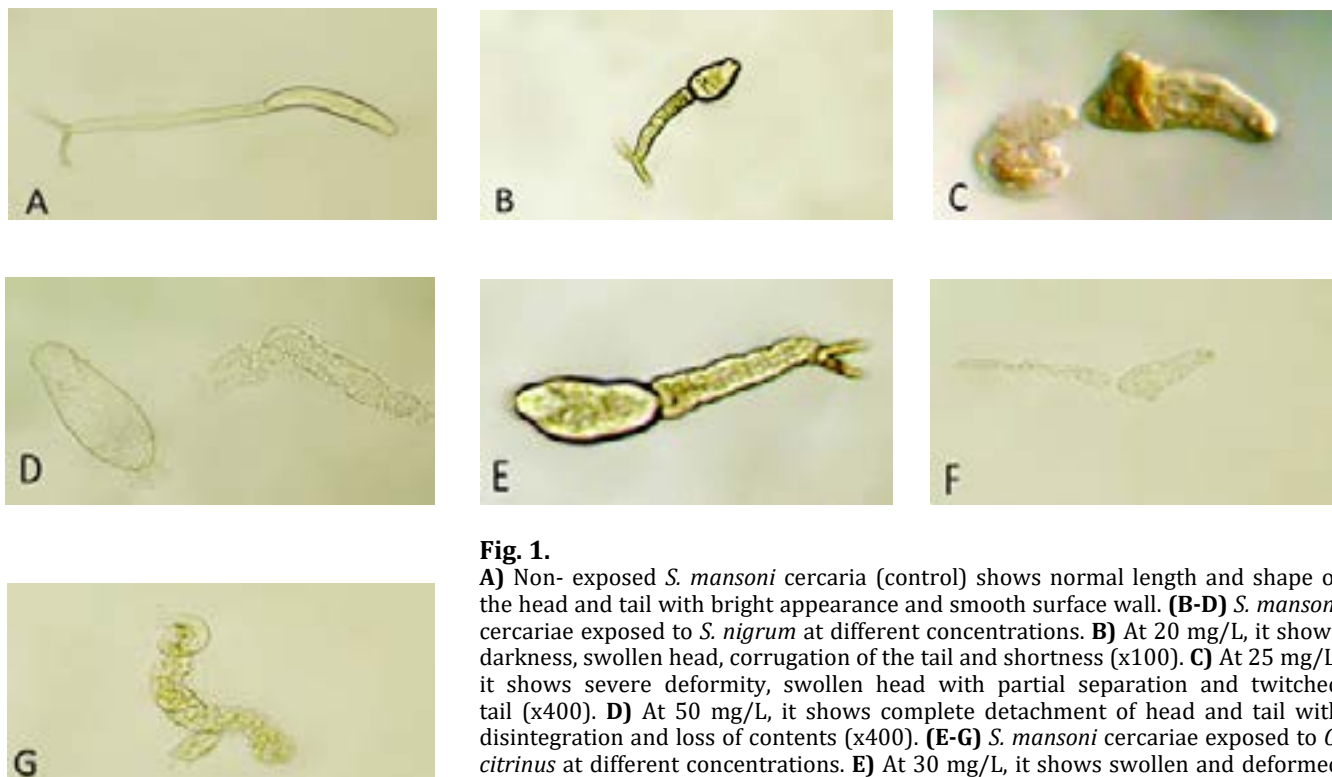 A
B
C
D
E
F
G
Fig. 1.
A) Non- exposed S. mansoni cercaria (control) shows normal length and shape o
the head and tail with bright appearance and smooth surface wall. (B-D) S. manson
cercariae exposed to S. nigrum at different concentrations. B) At 20 mg/L, it show
darkness, swollen head, corrugation of the tail and shortness (x100). C) At 25 mg/L
it shows severe deformity, swollen head with partial separation and twitched
tail (x400). D) At 50 mg/L, it shows complete detachment of head and tail with
disintegration and loss of contents (x400). (E-G) S. mansoni cercariae exposed to C
citrinus at different concentrations. E) At 30 mg/L, it shows swollen and deformed